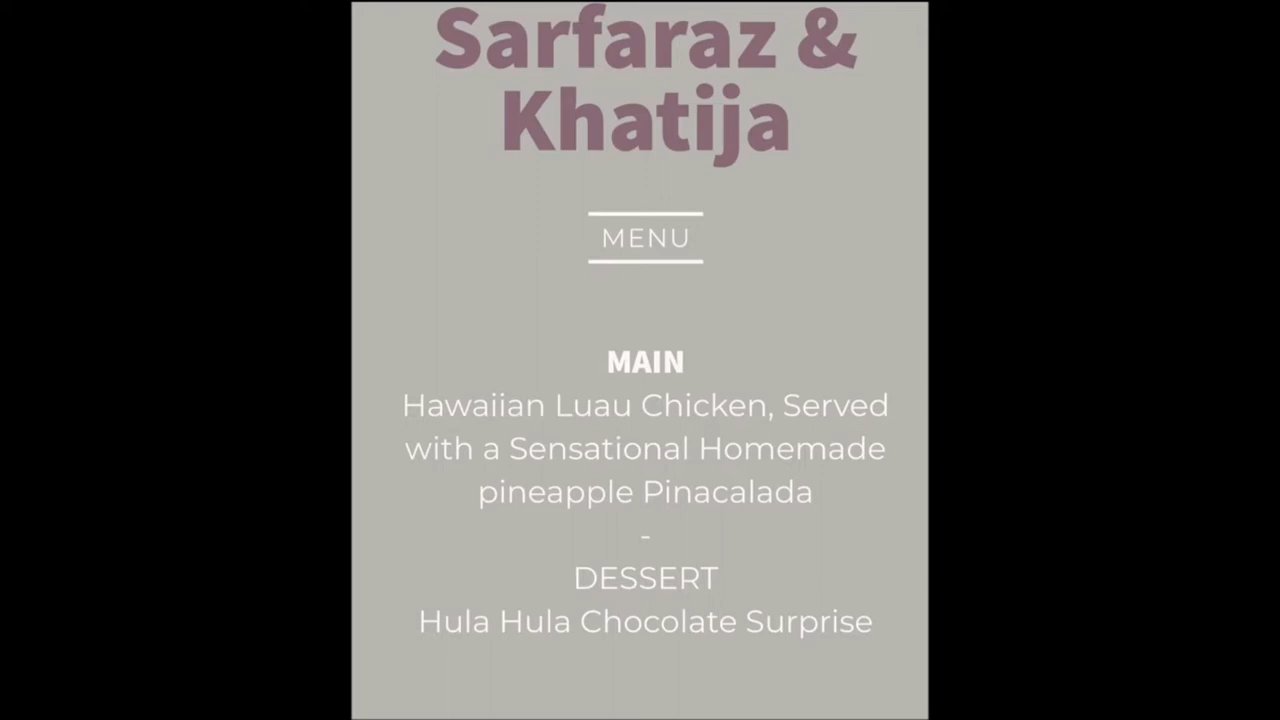 Sarfaraz &
Khatija
MENU
MAIN
Hawaiian Luau Chicken, Served
with a Sensational Homemade
pineapple Pinacalada
-
DESSERT
Hula Hula Chocolate Surprise